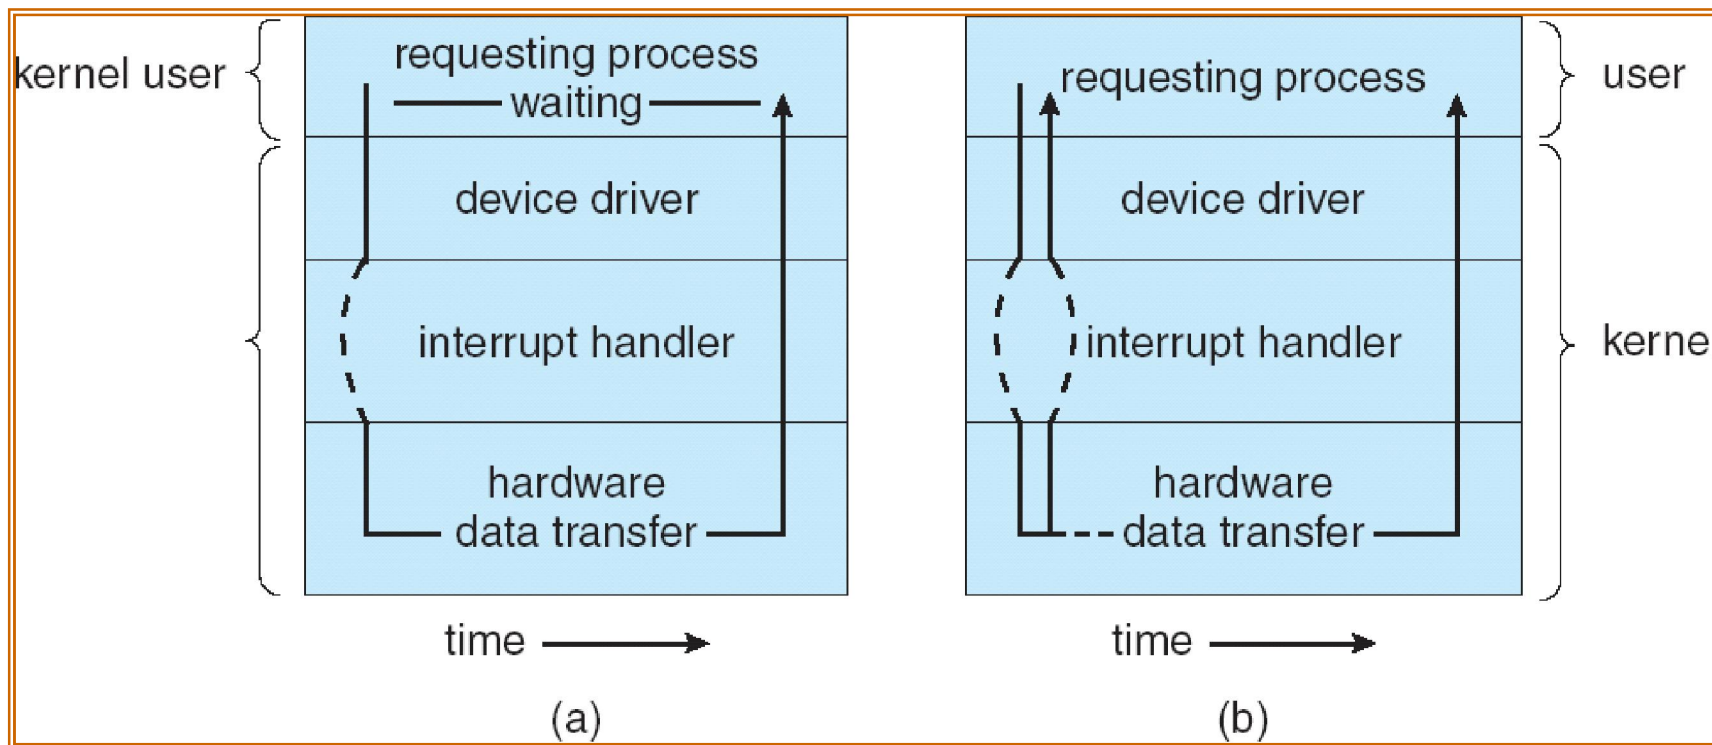 kernel user
requesting process
waiting
device driver
interrupt handler
hardware
data transfer
time
(a)
requesting process
user
device driver
interrupt handler
kerne
hardware
data transfer
time
(b)